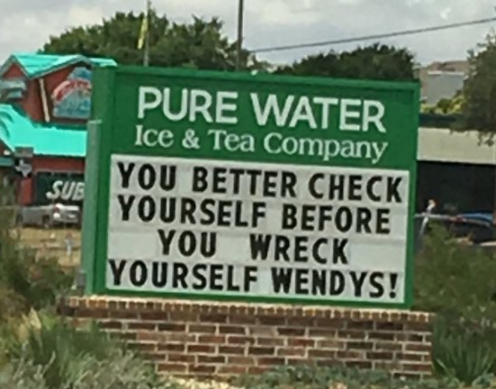 PURE WATER
Ice & Tea Company
YOU BETTER CHECK
YOURSELF BEFORE
YOU WRECK
YOURSELF WENDYS!
SUB